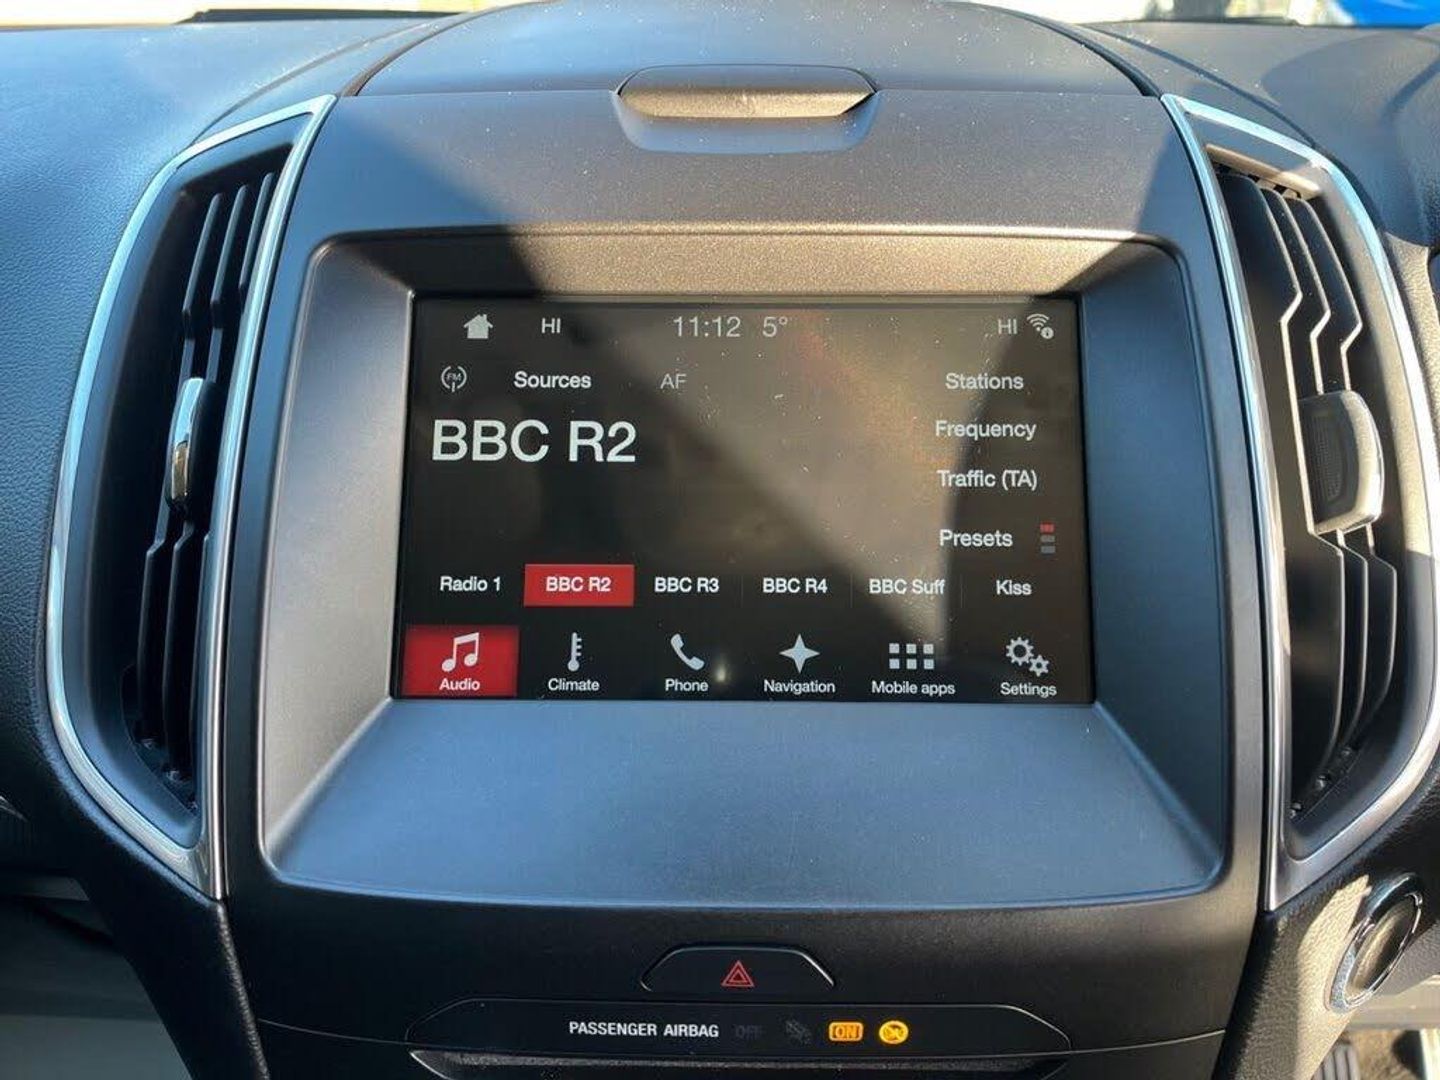 HI 11:12 5° HI
FM Sources AF Stations
BBC R2
Frequency
Traffic (TA)
Presets
Radio 1 BBC R2 BBC R3 BBC R4 BBC Suff Kiss
Audio Climate Phone Navigation Mobile apps Settings
PASSENGER AIRBAG OFF ON